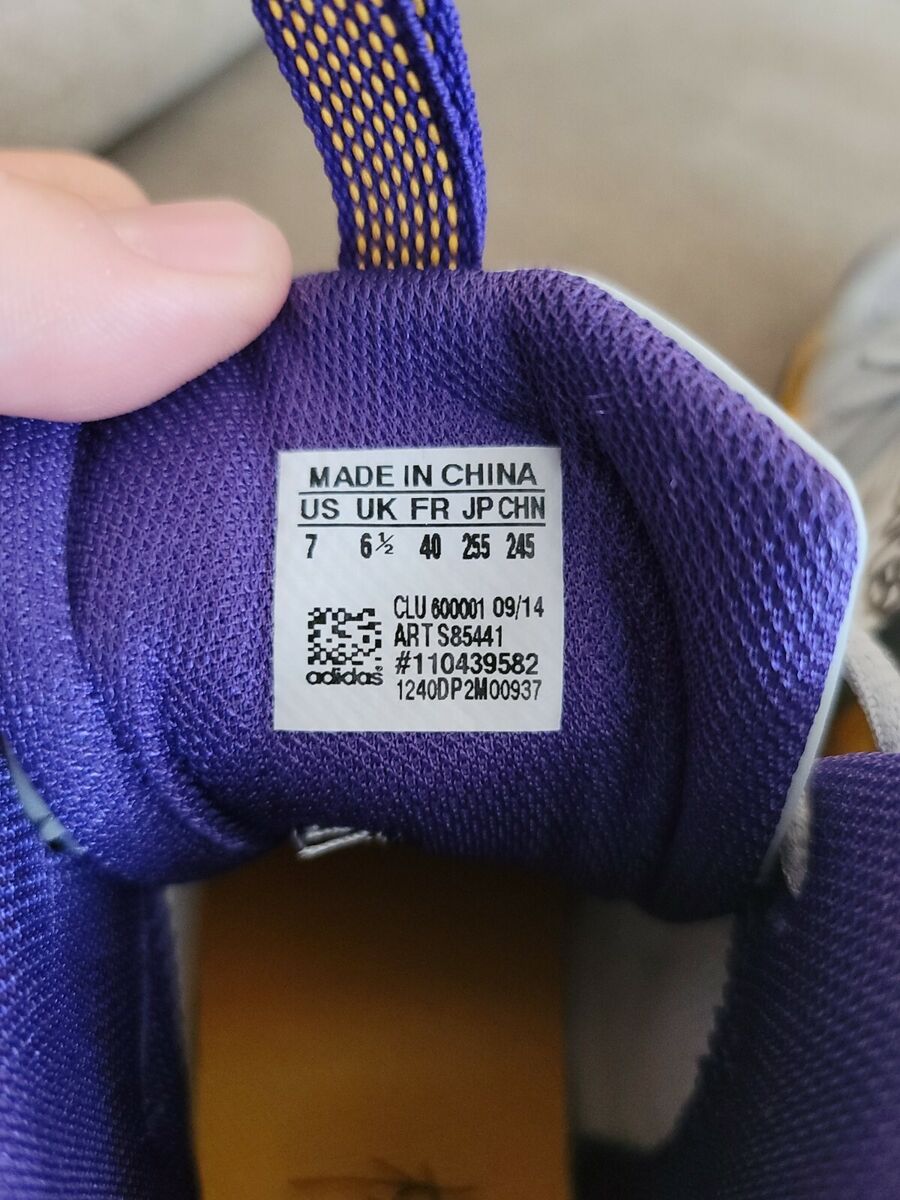 MADE IN CHINA
US UK FR JP CHN
7 6½ 40 255 245
CLU 600001 09/14
ART S85441
#110439582
adidas
1240DP2M00937